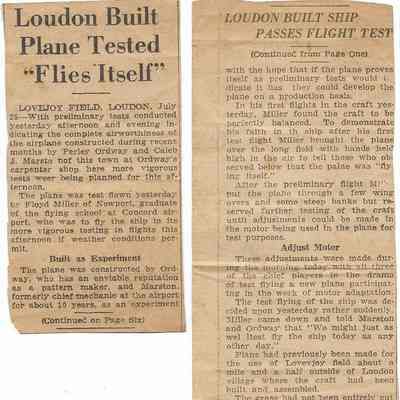 Loudon Built
Plane Tested
"Flies Itself"
LOVEJOY FIELD, LOUDON, July
25—With preliminary tests conducted
yesterday afternoon and evening in-
dicating the complete airworthiness of
the airplane constructed during recent
months by Perley Ordway and Caleb
J. Marsto nof this town at Ordway's
carpenter shop here more vigorous
tests weer being planned for this af-
ternoon.
The plane was test flown yesterday
by Floyd Miller of Newport, graduate
of the flying school at Concord air-
port, who was to fly the ship in its
more vigorous testing in flights this
afternoon if weather conditions per-
mit.
Built as Experiment
The plane was constructed by Ord-
way, who has an enviable reputation
as a pattern maker, and Marston,
formerly chief mechanic at the airport
for about 10 years, as an experiment
(Continued on Page Six)
LOUDON BUILT SHIP
PASSES FLIGHT TEST
(Continued from Page One)
with the hope that if the plane proves
itself as preliminary tests would in-
dicate it has they could develop the
plane on a production basis.
In his first flights in the craft yes-
terday, Miller found the craft to be
perfectly balanced. To demonstrate
his faith in th ship after his first
test flight Miller brought the plane
over the long field with hands held
high in the air to tell those who ob-
served below that the palne was "fly-
ing itself."
After the preliminary flight
put the plane through a few wing
overs and some steep banks but re-
served further testing of the craft
until adjustments could be made in
the motor being used in the plane for
test purposes.
Adjust Motor
These adjustments were made dur-
ing the morning today with all three
of the chief players in the drama
of test flying a new plane participat-
ing in the week of motor adaptation.
The test flying of the ship was de-
cided upon yesterday rather suddenly.
Miller came down and told Marston
and Ordway that "We might just as
wel ltest fly the ship today as any
other day."
Plans had previously been made for
the use of Lovejoy field about a
mile and a half outside of Loudon
village where the craft had been
built and assembled.
The grass had not been entirely cut